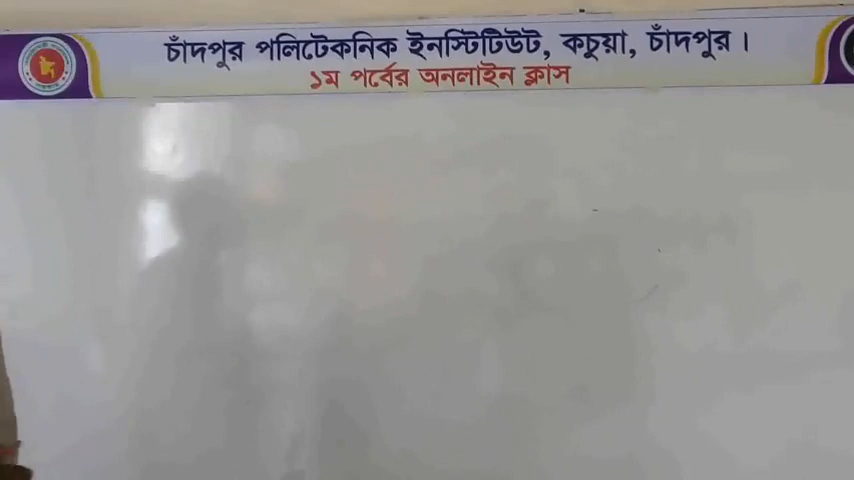 চাঁদপুর পলিটেকনিক ইনস্টিটিউট, কচুয়া, চাঁদপুর।
১ম পর্বের অনলাইন ক্লাস